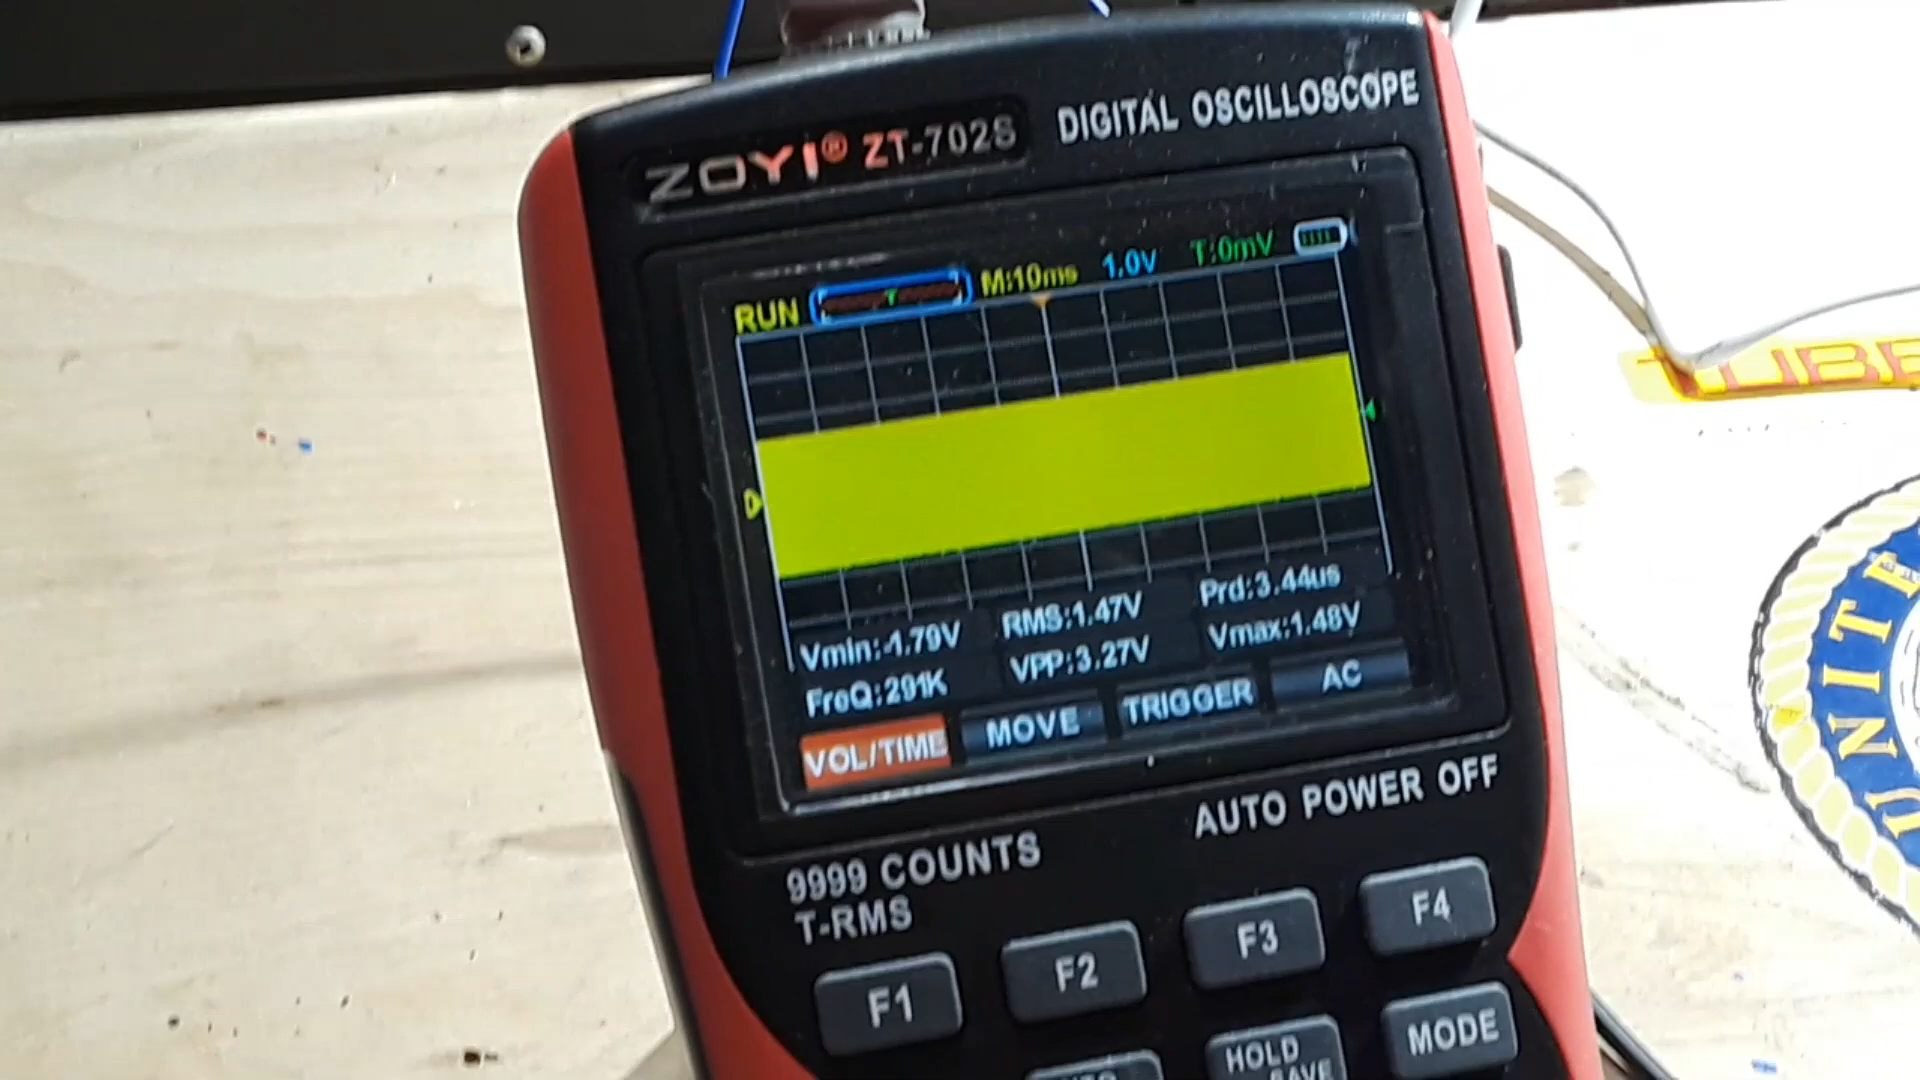 ZOYI® ZT-702S DIGITAL OSCILLOSCOPE
RUN M:10ms 1.0V T:0mV
Vmin:-1.79V RMS:1.47V Prd:3.44us
FreQ:291K VPP:3.27V Vmax:1.48V
VOL/TIME MOVE TRIGGER AC
9999 COUNTS AUTO POWER OFF
T-RMS
F1 F2 F3 F4
HOLD MODE
SAVE
UNITE